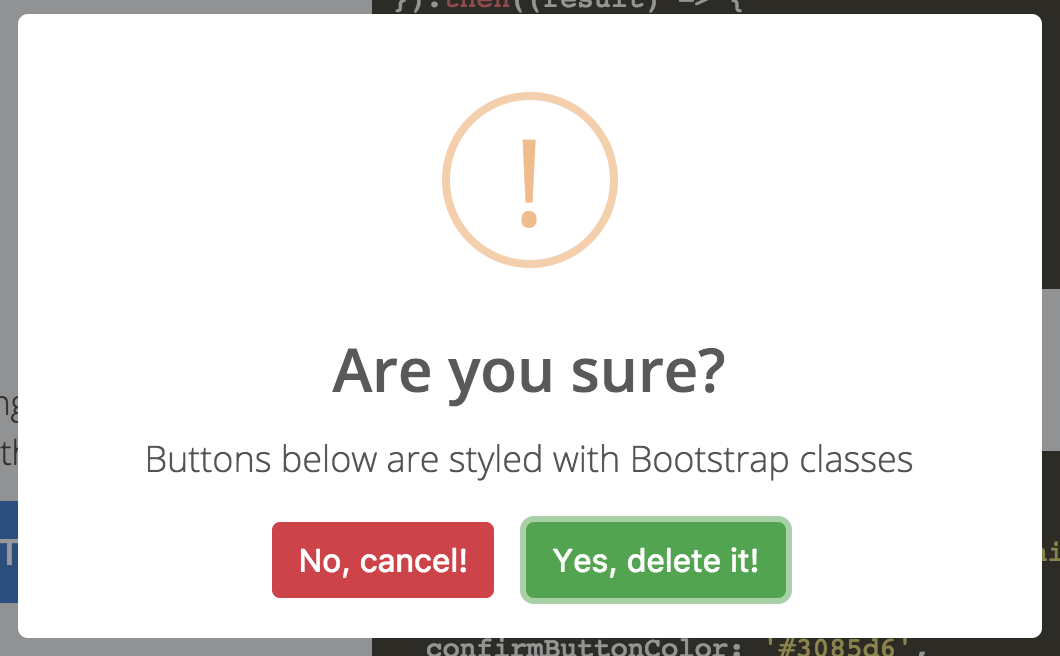 }).then((result) => {
!
Are you sure?
Buttons below are styled with Bootstrap classes
No, cancel!
Yes, delete it!
confirmButtonColor: '#3085d6',